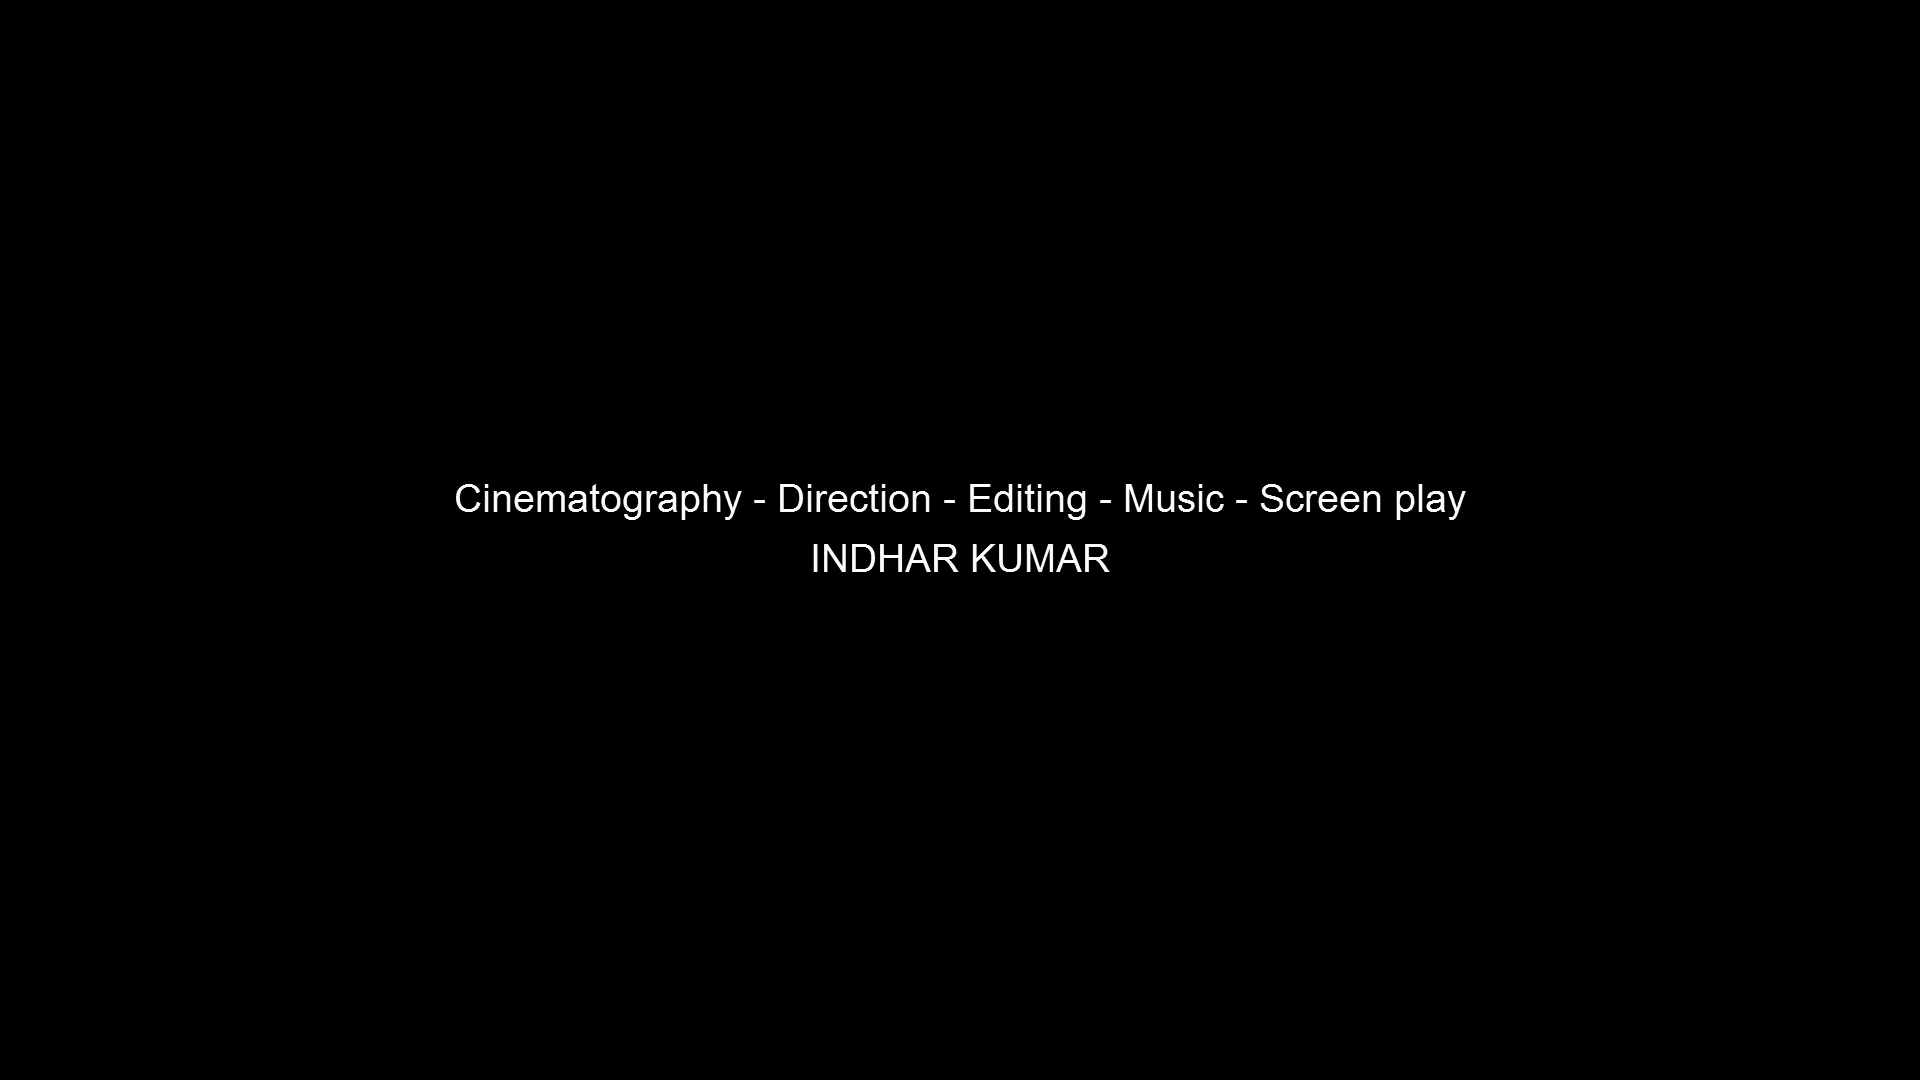 Cinematography - Direction - Editing - Music - Screen play
INDHAR KUMAR